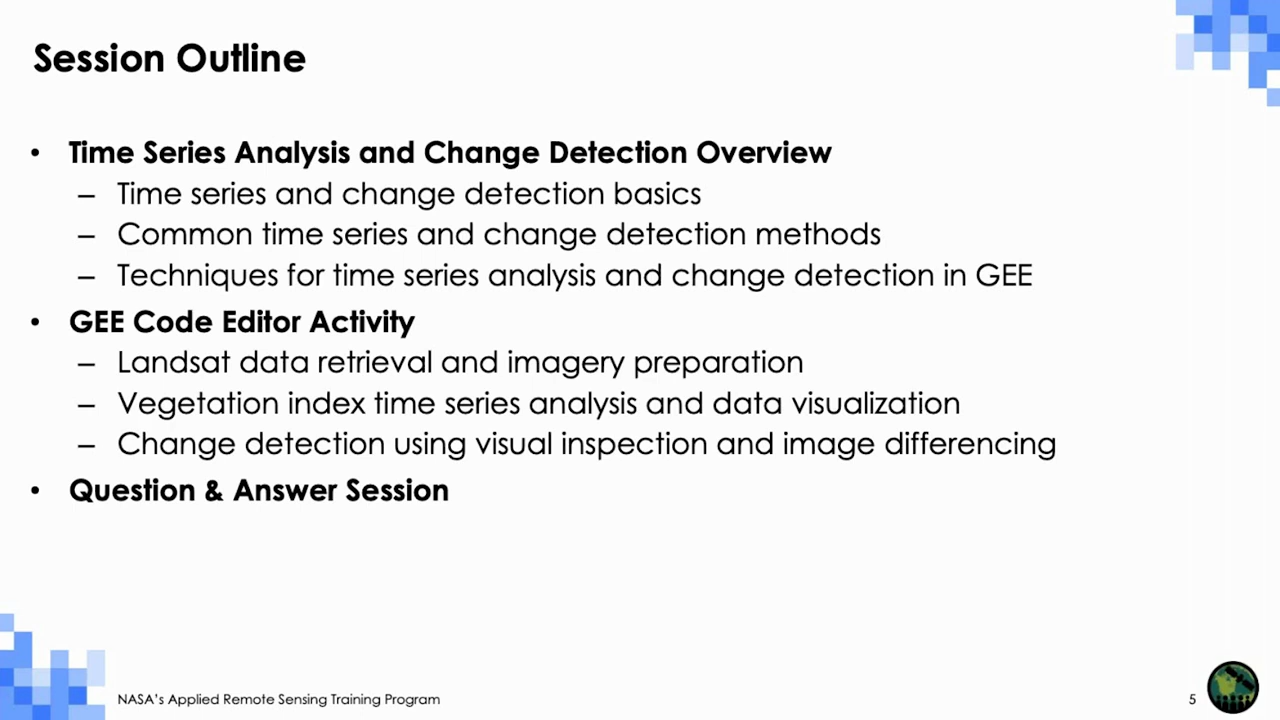 Session Outline
• Time Series Analysis and Change Detection Overview
– Time series and change detection basics
– Common time series and change detection methods
– Techniques for time series analysis and change detection in GEE
• GEE Code Editor Activity
– Landsat data retrieval and imagery preparation
– Vegetation index time series analysis and data visualization
– Change detection using visual inspection and image differencing
• Question & Answer Session
NASA's Applied Remote Sensing Training Program
5